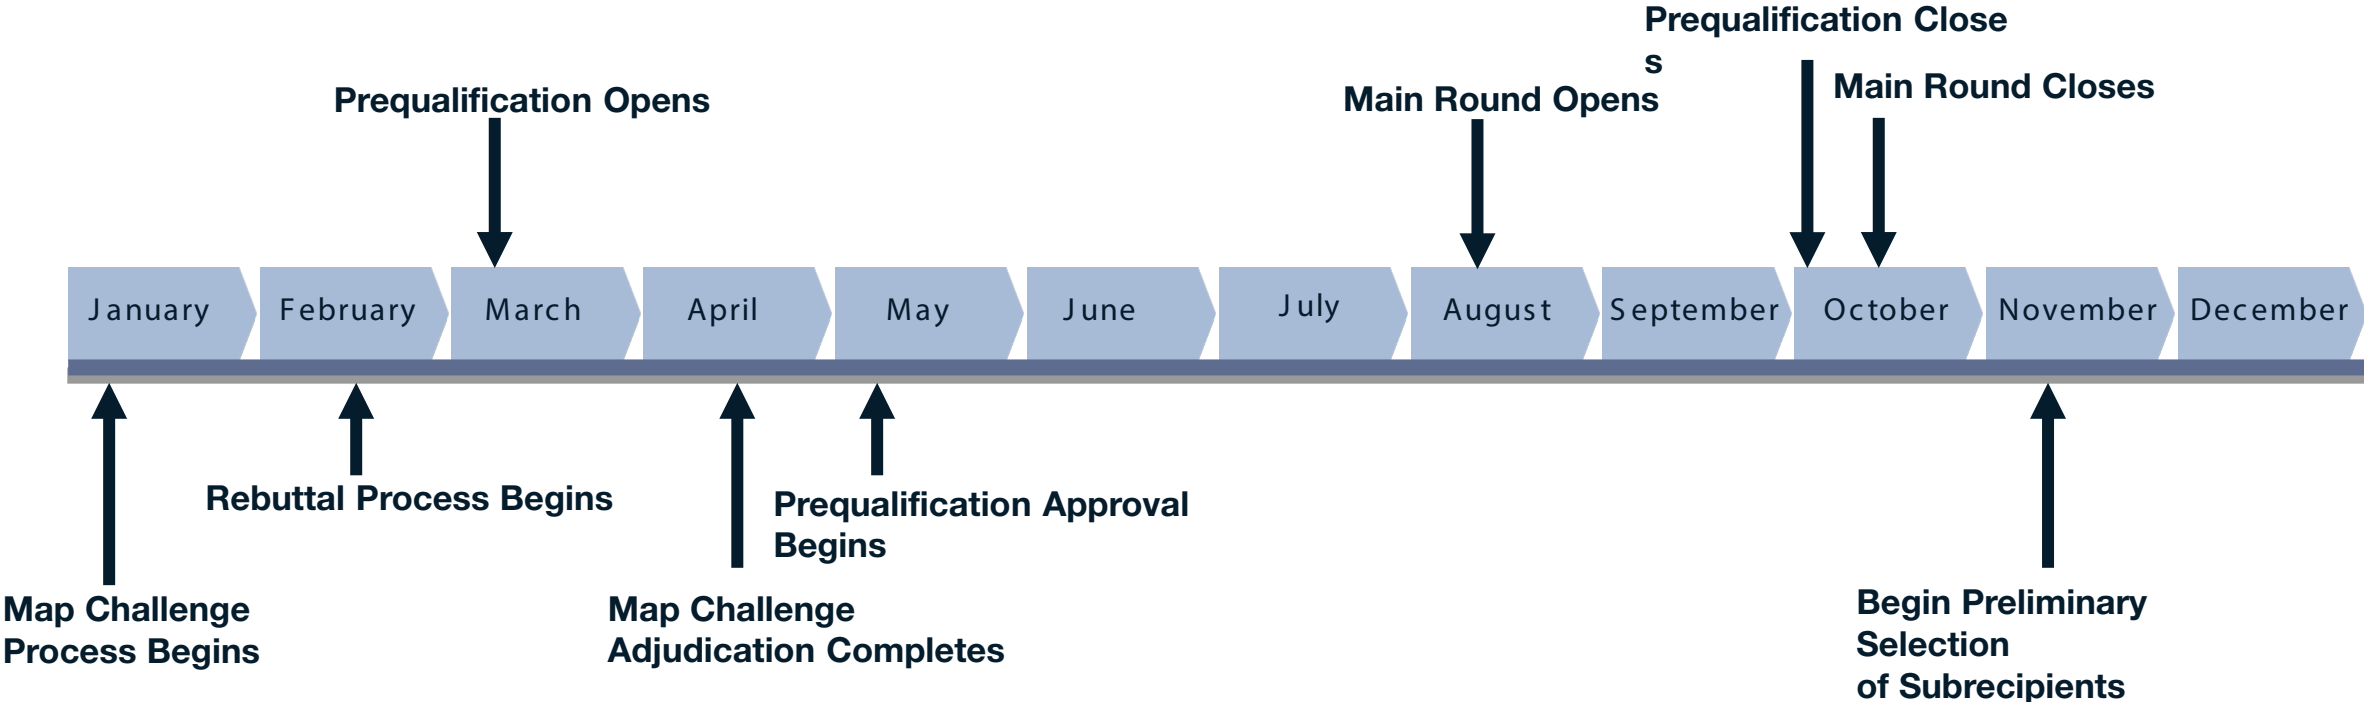 Prequalification Close
s
Prequalification Opens
Main Round Opens
Main Round Closes
January
February
March
April
May
June
July
August
September
October
November
December
Rebuttal Process Begins
Prequalification Approval
Begins
Map Challenge
Process Begins
Map Challenge
Adjudication Completes
Begin Preliminary
Selection
of Subrecipients